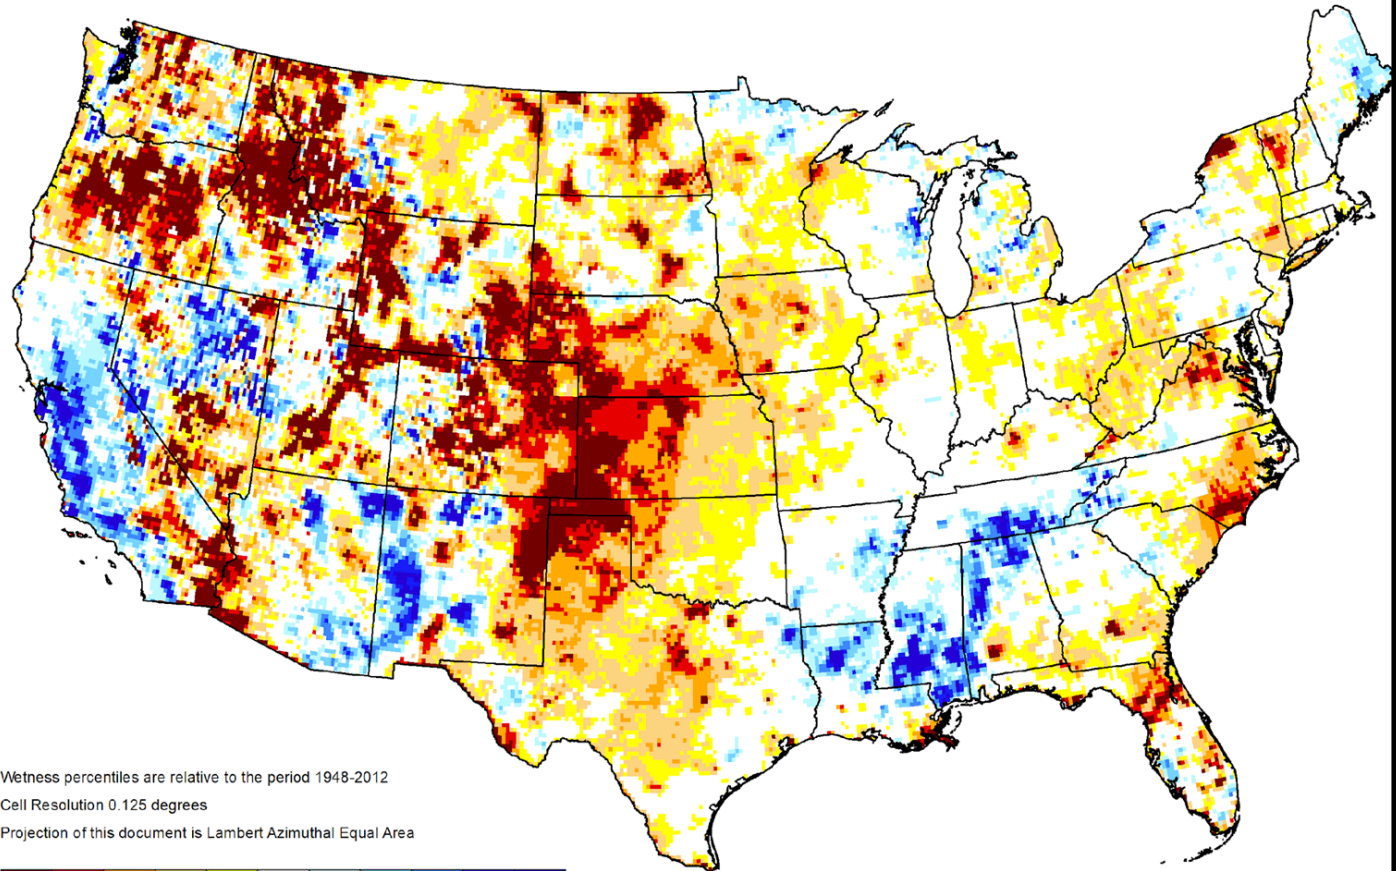 Wetness percentiles are relative to the period 1948-2012
Cell Resolution 0.125 degrees
Projection of this document is Lambert Azimuthal Equal Area